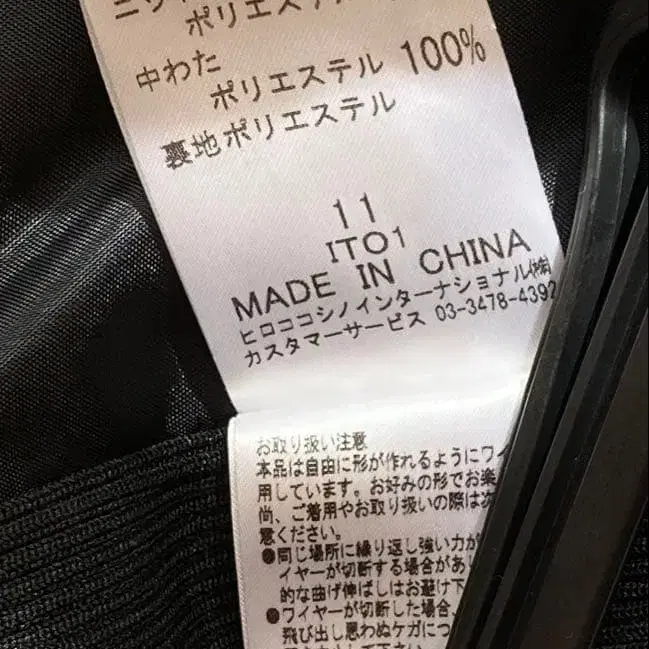 ポリエステル
中わた
ポリエステル 100%
裏地ポリエステル
11
ITO1
MADE IN CHINA
ヒロココシノインターナショナル(株)
カスタマーサービス 03-3478-4392
お取り扱い注意
本品は自由に形が作れるようにワイ
用しています。お好みの形でお楽
尚、ご着用やお取り扱いの際は次
意ください。
●同じ場所に繰り返し強い力が
イヤーが切断する場合があ
的な曲げ伸ばしはお避け下
●ワイヤーが切断した場合、
飛び出し思わぬケガにつ